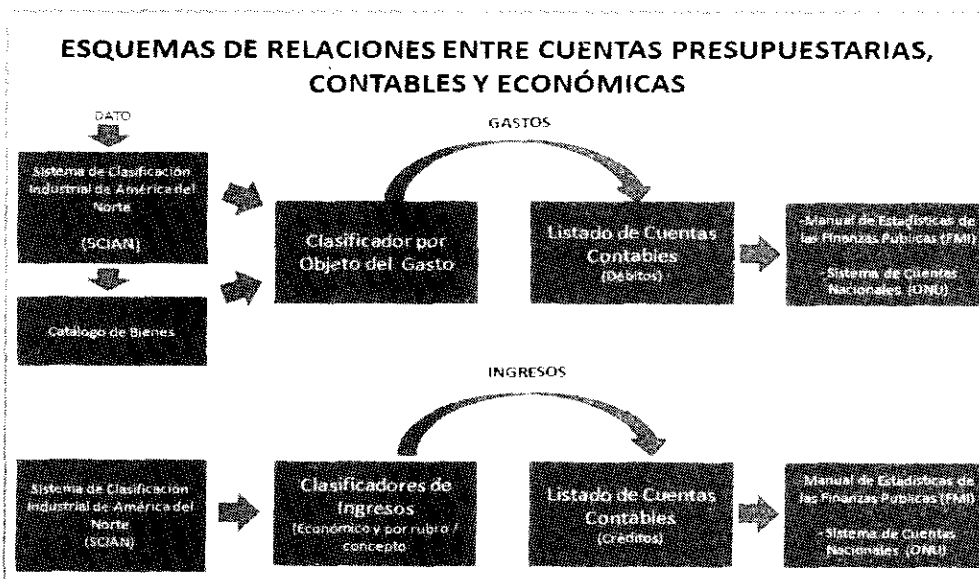 ESQUEMAS DE RELACIONES ENTRE CUENTAS PRESUPUESTARIAS,
CONTABLES Y ECONÓMICAS
DATO
GASTOS
Sistema de Clasificación
Industrial de América del
Norte
(SCIAN)
Catálogo de Bienes
Clasificador por
Objeto del Gasto
Listado de Cuentas
Contables
(Débitos)
-Manual de Estadísticas de
las Finanzas Publicas (FMI)
-Sistema de Cuentas
Nacionales (ONU)
INGRESOS
Sistema de Clasificación
Industrial de América del
Norte
(SCIAN)
Clasificadores de
Ingresos
(Económico y por rubro /
concepto
Listado de Cuentas
Contables
(Créditos)
Manual de Estadísticas de
las Finanzas Publicas (FMI)
-Sistema de Cuentas
Nacionales (ONU)